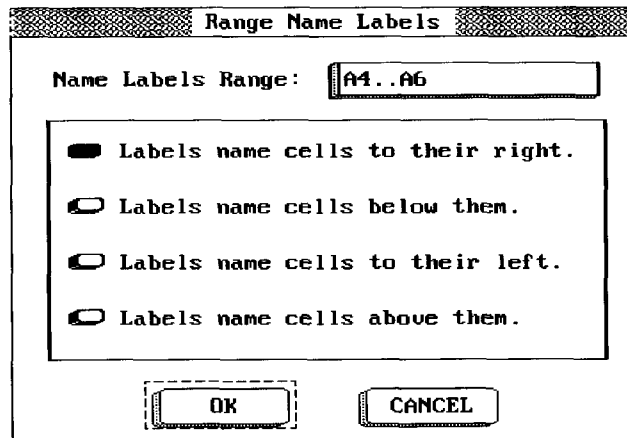 Range Name Labels
Name Labels Range: A4..A6
Labels name cells to their right.
Labels name cells below them.
Labels name cells to their left.
Labels name cells above them.
OK CANCEL